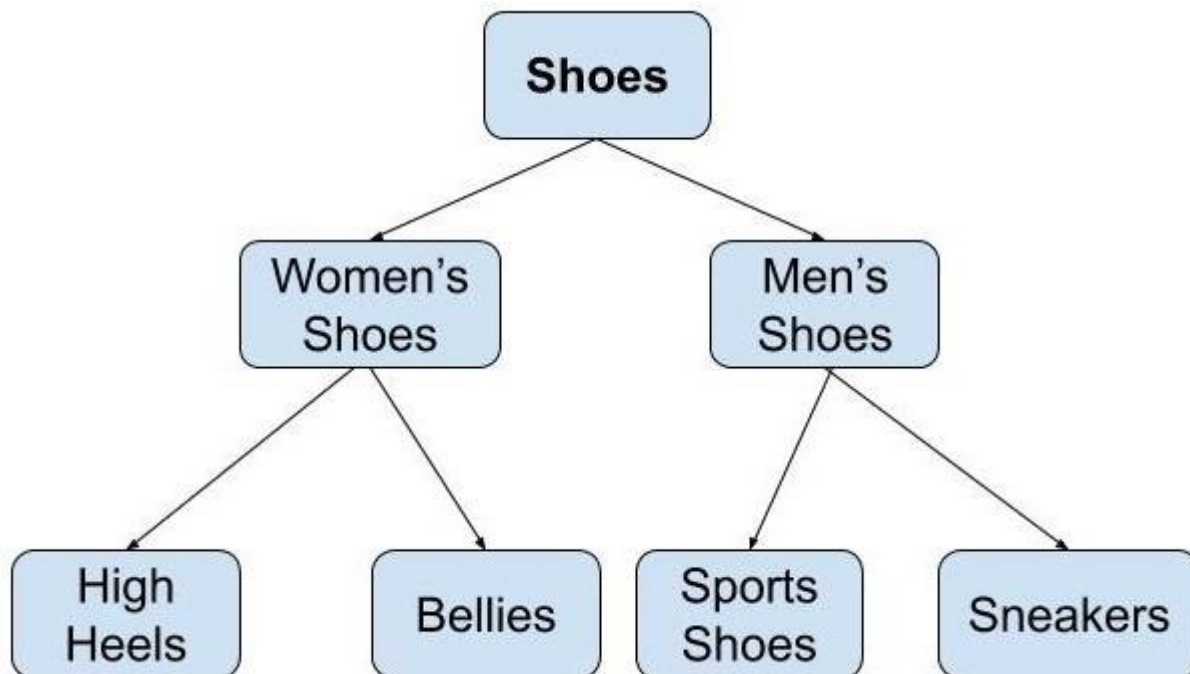 Shoes
Women’s
Shoes
Men’s
Shoes
High
Heels
Bellies
Sports
Shoes
Sneakers